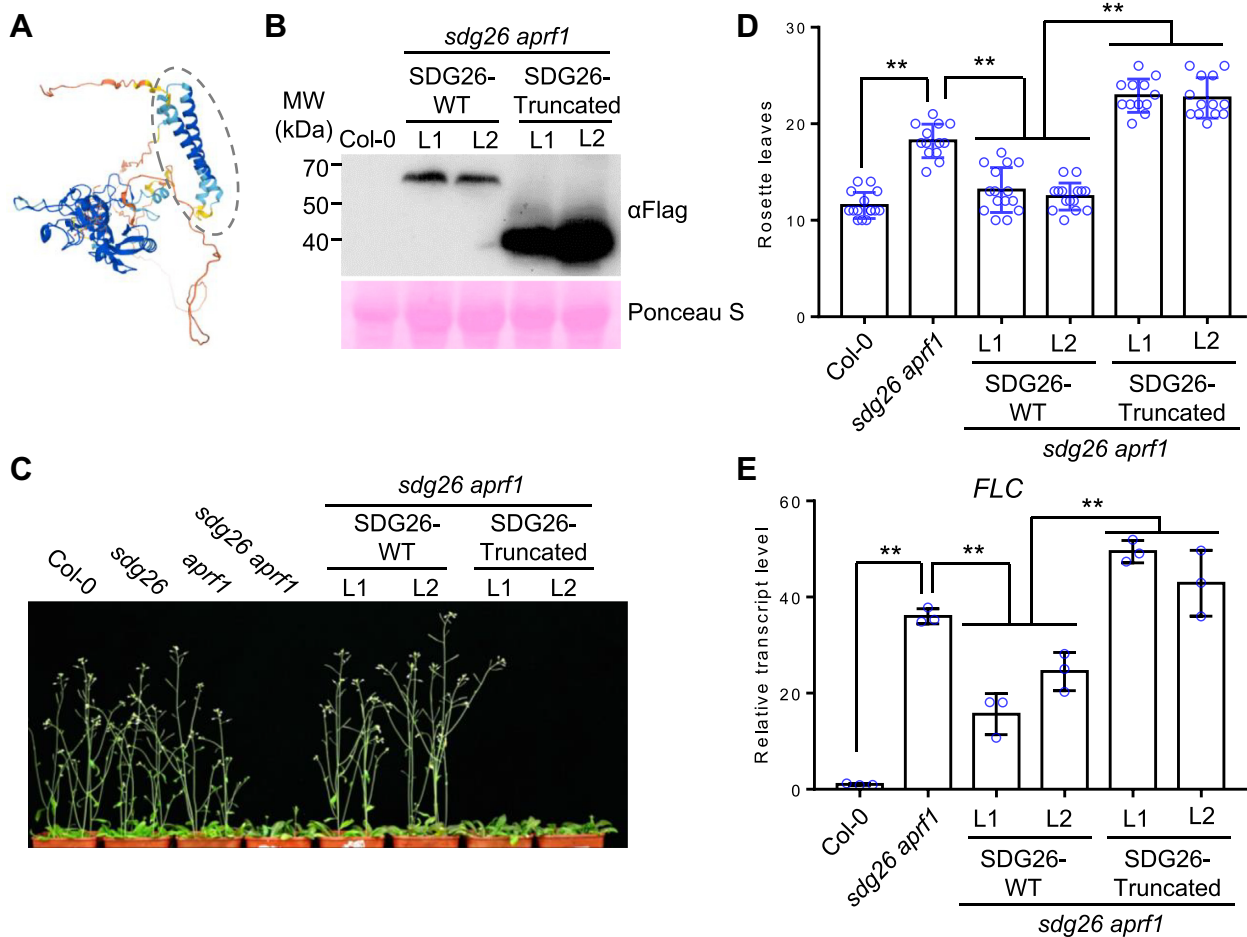 A
B
sdg26 aprf1
SDG26-
WT
SDG26-
Truncated
MW
(kDa)
Col-0
L1
L2
L1
L2
70
50
40
αFlag
Ponceau S
C
sdg26 aprf1
Col-0
sdg26
aprf1
sdg26 aprf1
SDG26-
WT
SDG26-
Truncated
L1
L2
L1
L2
D
**
**
**
30
20
10
0
Rosette leaves
Col-0
sdg26 aprf1
L1
L2
L1
L2
SDG26-
WT
SDG26-
Truncated
sdg26 aprf1
E
FLC
**
**
**
60
40
20
0
Relative transcript level
Col-0
sdg26 aprf1
L1
L2
L1
L2
SDG26-
WT
SDG26-
Truncated
sdg26 aprf1